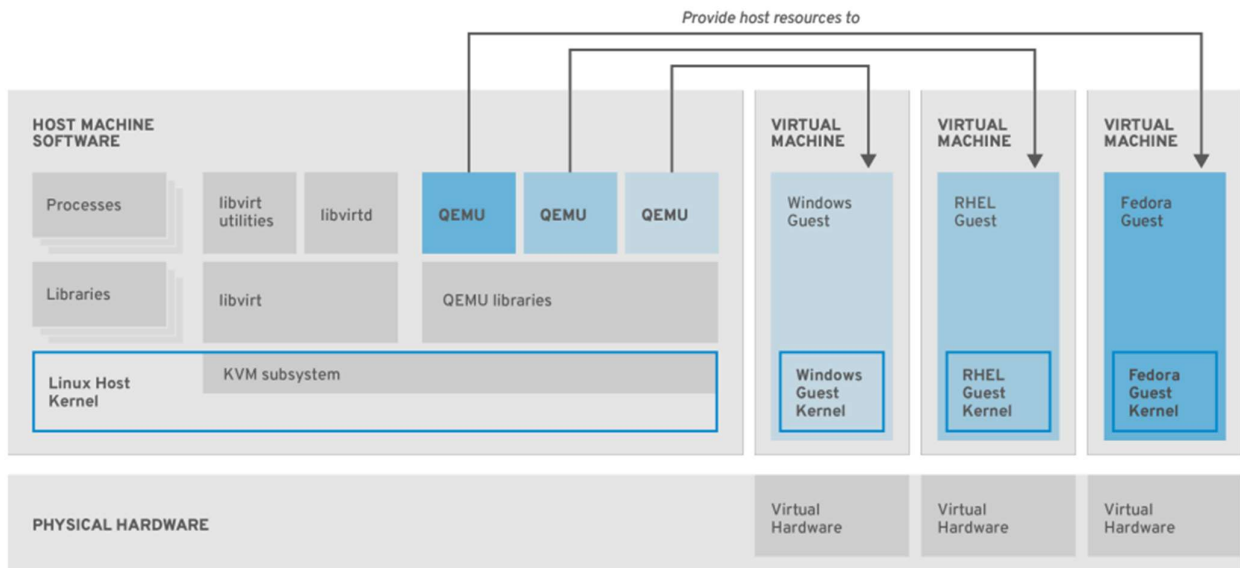 Provide host resources to
HOST MACHINE
SOFTWARE
Processes
libvirt
utilities
libvirtd
QEMU
QEMU
QEMU
Libraries
libvirt
QEMU libraries
Linux Host
Kernel
KVM subsystem
VIRTUAL
MACHINE
Windows
Guest
Windows
Guest
Kernel
VIRTUAL
MACHINE
RHEL
Guest
RHEL
Guest
Kernel
VIRTUAL
MACHINE
Fedora
Guest
Fedora
Guest
Kernel
PHYSICAL HARDWARE
Virtual
Hardware
Virtual
Hardware
Virtual
Hardware